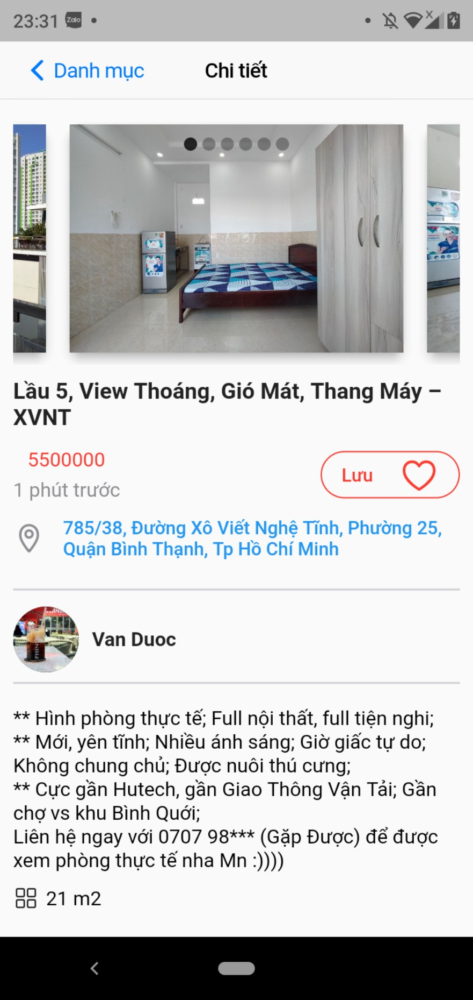 23:31 Zalo
Danh mục
Chi tiết
Lầu 5, View Thoáng, Gió Mát, Thang Máy –
XVNT
5500000
Lưu
1 phút trước
785/38, Đường Xô Viết Nghệ Tĩnh, Phường 25,
Quận Bình Thạnh, Tp Hồ Chí Minh
Van Duoc
** Hình phòng thực tế; Full nội thất, full tiện nghi;
** Mới, yên tĩnh; Nhiều ánh sáng; Giờ giấc tự do;
Không chung chủ; Được nuôi thú cưng;
** Cực gần Hutech, gần Giao Thông Vận Tải; Gần
chợ vs khu Bình Quới;
Liên hệ ngay với 0707 98*** (Gặp Được) để được
xem phòng thực tế nha Mn :))))
21 m2